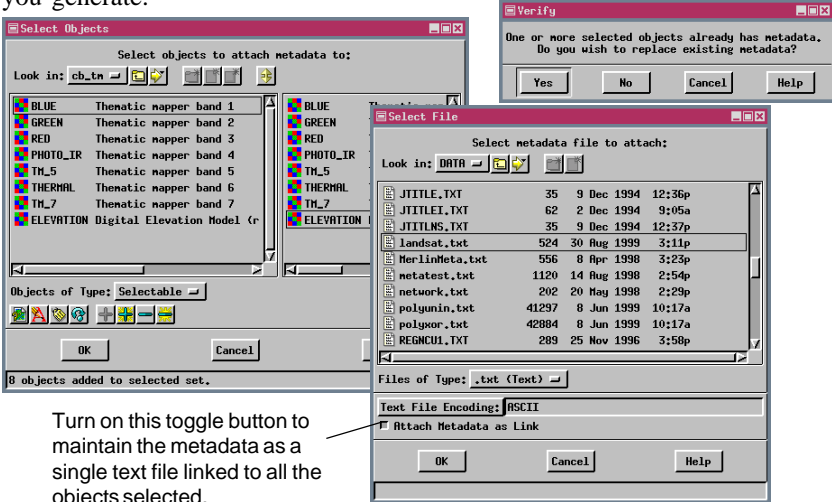 you generate.
Select Objects
Select objects to attach metadata to:
Look in: cb_tm
BLUE Thematic mapper band 1
GREEN Thematic mapper band 2
RED Thematic mapper band 3
PHOTO_IR Thematic mapper band 4
TM_5 Thematic mapper band 5
THERMAL Thematic mapper band 6
TM_7 Thematic mapper band 7
ELEVATION Digital Elevation Model (r
BLUE
GREEN
RED
PHOTO_IR
TM_5
THERMAL
TM_7
ELEVATION
Objects of Type: Selectable
OK Cancel
8 objects added to selected set.
Verify
One or more selected objects already has metadata.
Do you wish to replace existing metadata?
Yes No Cancel Help
Select File
Select metadata file to attach:
Look in: DATA
JTITLE.TXT 35 9 Dec 1994 12:36p
JTITLEI.TXT 62 2 Dec 1994 9:05a
JTITLNS.TXT 35 9 Dec 1994 12:37p
landsat.txt 524 30 Aug 1999 3:11p
MerlinMeta.txt 556 8 Apr 1998 3:23p
metatest.txt 1120 14 Aug 1998 2:54p
network.txt 202 20 May 1998 2:29p
polyunin.txt 41297 8 Jun 1999 10:17a
polyxor.txt 42884 8 Jun 1999 10:17a
REGNCU1.TXT 289 25 Nov 1996 3:58p
Files of Type: .txt (Text)
Text File Encoding: ASCII
Attach Metadata as Link
OK Cancel Help
Turn on this toggle button to
maintain the metadata as a
single text file linked to all the
objects selected.